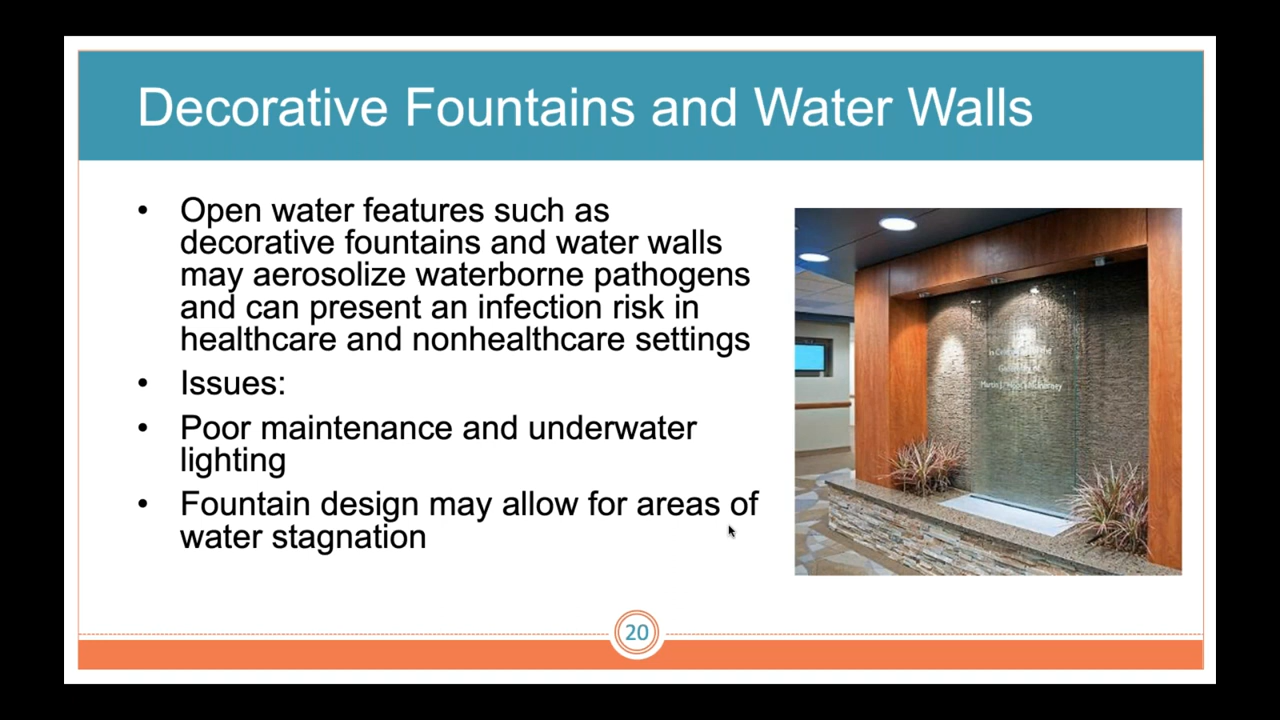 Decorative Fountains and Water Walls
• Open water features such as
decorative fountains and water walls
may aerosolize waterborne pathogens
and can present an infection risk in
healthcare and nonhealthcare settings
• Issues:
• Poor maintenance and underwater
lighting
• Fountain design may allow for areas of
water stagnation
20